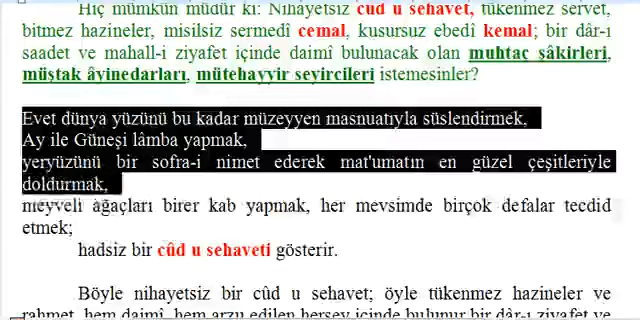 Hiç mümkün müdür ki: Nihayetsiz cûd u sehavet, tükenmez servet,
bitmez hazineler, misilsiz sermedî cemal, kusursuz ebedî kemal; bir dâr-ı
saadet ve mahall-i ziyafet içinde daimî bulunacak olan muhtaç şâkirleri,
müştak âyinedarları, mütehayyir seyircileri istemesinler?
Evet dünya yüzünü bu kadar müzeyyen masnuatıyla süslendirmek,
Ay ile Güneşi lâmba yapmak,
yeryüzünü bir sofra-i nimet ederek mat'umatın en güzel çeşitleriyle
doldurmak,
meyveli ağaçları birer kab yapmak, her mevsimde birçok defalar tecdid
etmek;
hadsiz bir cûd u sehaveti gösterir.
Böyle nihayetsiz bir cûd u sehavet; öyle tükenmez hazineler ve
rahmet, hem daimî, hem arzu edilen herşey içinde bulunur bir dâr-ı ziyafet ve